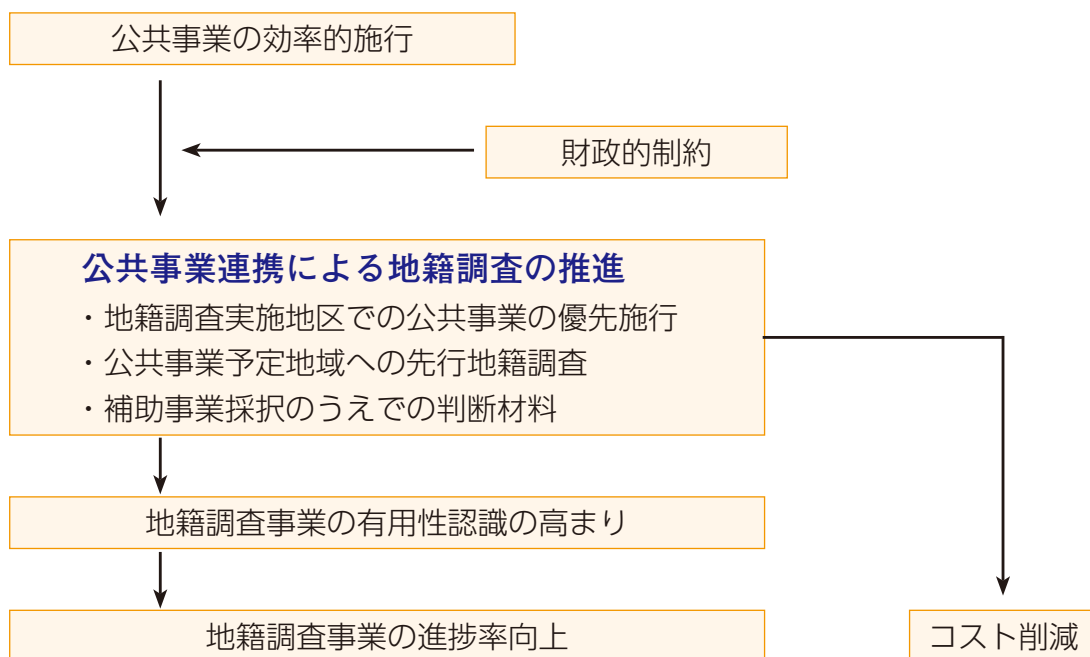 公共事業の効率的施行
財政的制約
公共事業連携による地籍調査の推進
・地籍調査実施地区での公共事業の優先施行
・公共事業予定地域への先行地籍調査
・補助事業採択のうえでの判断材料
地籍調査事業の有用性認識の高まり
地籍調査事業の進捗率向上
コスト削減